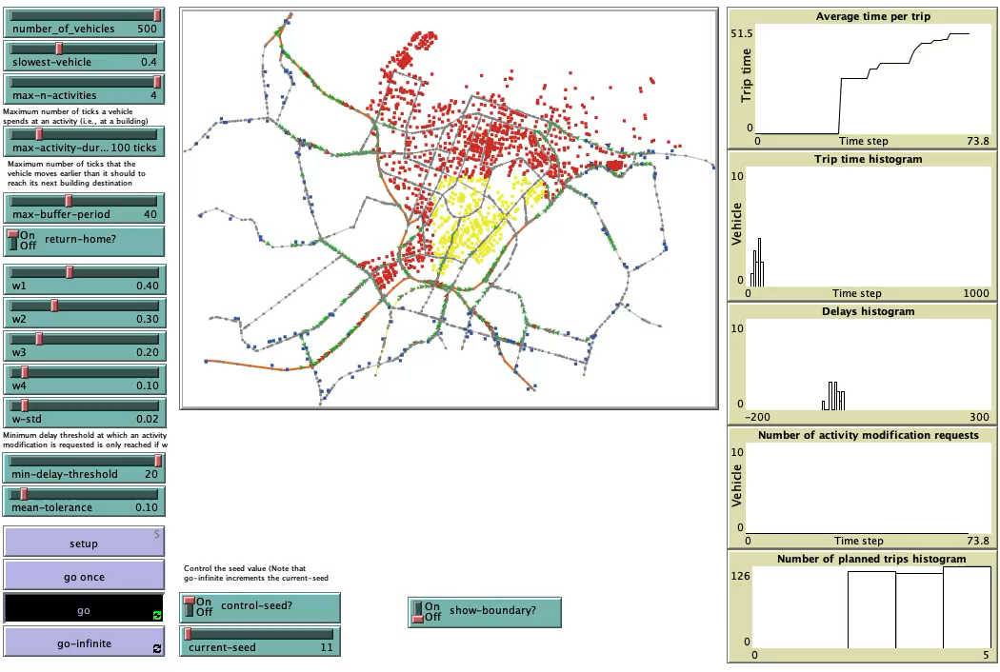 number_of_vehicles 500
slowest-vehicle 0.4
max-n-activities 4
Maximum number of ticks a vehicle
spends at an activity (i.e., at a building)
max-activity-dur... 100 ticks
Maximum number of ticks that the
vehicle moves earlier than it should to
reach its next building destination
max-buffer-period 40
On
Off
return-home?
w1 0.40
w2 0.30
w3 0.20
w4 0.10
w-std 0.02
Minimum delay threshold at which an activity
modification is requested is only reached if w
min-delay-threshold 20
mean-tolerance 0.10
setup S
go once
go
go-infinite
Control the seed value (Note that
go-infinite increments the current-seed
On
Off
control-seed?
current-seed 11
On
Off
show-boundary?
Average time per trip
51.5
Trip time
0
0 Time step 73.8
Trip time histogram
10
Vehicle
0
0 Time step 1000
Delays histogram
10
0
-200 300
Number of activity modification requests
10
Vehicle
0
0 Time step 73.8
Number of planned trips histogram
126
0
0 5